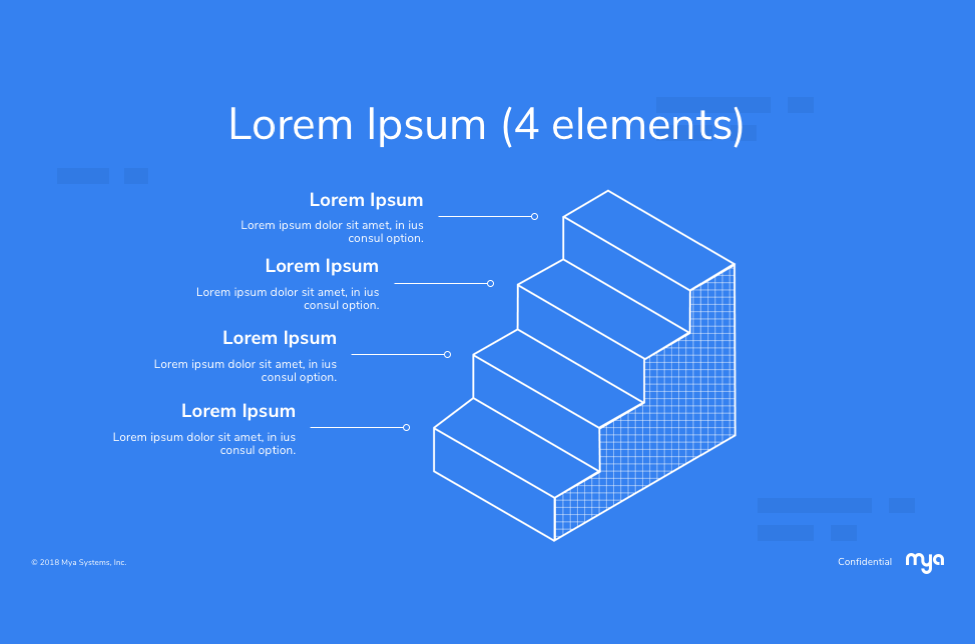 Lorem Ipsum (4 elements)
Lorem Ipsum
Lorem ipsum dolor sit amet, in ius
consul option.
Lorem Ipsum
Lorem ipsum dolor sit amet, in ius
consul option.
Lorem Ipsum
Lorem ipsum dolor sit amet, in ius
consul option.
Lorem Ipsum
Lorem ipsum dolor sit amet, in ius
consul option.
© 2018 Mya Systems, Inc.
Confidential
mya